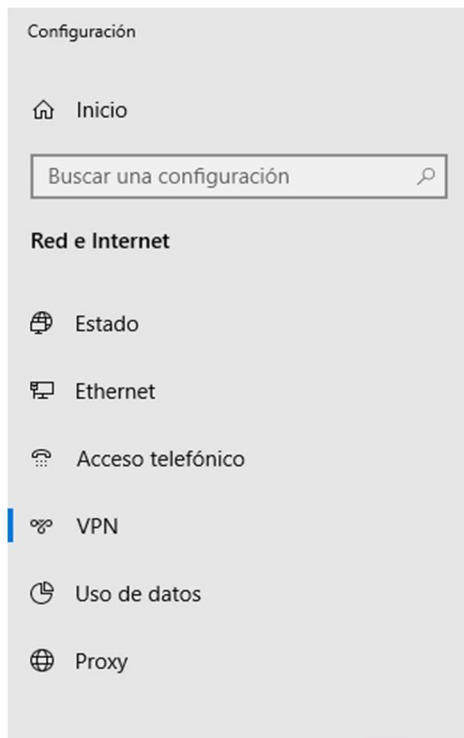 Configuración
Inicio
Buscar una configuración
Red e Internet
Estado
Ethernet
Acceso telefónico
VPN
Uso de datos
Proxy